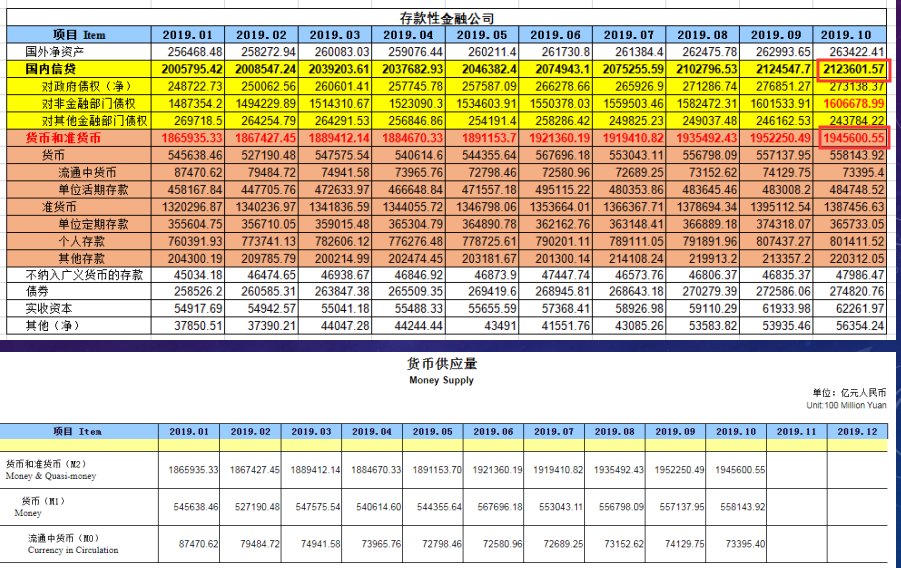 存款性金融公司
项目 Item 2019.01 2019.02 2019.03 2019.04 2019.05 2019.06 2019.07 2019.08 2019.09 2019.10
国外净资产 256468.48 258272.94 260083.03 259076.44 260211.4 261730.8 261384.4 262475.78 262993.65 263422.41
国内信贷 2005795.42 2008547.24 2039203.61 2037682.93 2046382.4 2074943.1 2075255.59 2102796.53 2124547.7 2123601.57
对政府债权（净） 248722.73 250062.56 260601.41 257745.78 257587.09 266278.66 265926.9 271286.74 276851.27 273138.37
对非金融部门债权 1487354.2 1494229.89 1514310.67 1523090.3 1534603.91 1550378.03 1559503.46 1582472.31 1601533.91 1606678.99
对其他金融部门债权 269718.5 264254.79 264291.53 256846.86 254191.4 258286.42 249825.23 249037.48 246162.53 243784.22
货币和准货币 1865935.33 1867427.45 1889412.14 1884670.33 1891153.7 1921360.19 1919410.82 1935492.43 1952250.49 1945600.55
货币 545638.46 527190.48 547575.54 540614.6 544355.64 567696.18 553043.11 556798.09 557137.95 558143.92
流通中货币 87470.62 79484.72 74941.58 73965.76 72798.46 72580.96 72689.25 73152.62 74129.75 73395.4
单位活期存款 458167.84 447705.76 472633.97 466648.84 471557.18 495115.22 480353.86 483645.46 483008.2 484748.52
准货币 1320296.87 1340236.97 1341836.59 1344055.72 1346798.06 1353664.01 1366367.71 1378694.34 1395112.54 1387456.63
单位定期存款 355604.75 356710.05 359015.48 365304.79 364890.78 362162.76 363148.41 366889.18 374318.07 365733.05
个人存款 760391.93 773741.13 782606.12 776276.48 778725.61 790201.11 789111.05 791891.96 807437.27 801411.52
其他存款 204300.19 209785.79 200214.99 202474.45 203181.67 201300.14 214108.24 219913.2 213357.2 220312.05
不纳入广义货币的存款 45034.18 46474.65 46938.67 46846.92 46873.9 47447.74 46573.76 46806.37 46835.37 47986.47
债券 258526.2 260585.31 263847.38 265509.35 269419.6 268945.81 268643.18 270279.39 272586.06 274820.76
实收资本 54917.69 54942.57 55041.18 55488.33 55655.59 57368.41 58926.98 59110.29 61933.98 62261.97
其他（净） 37850.51 37390.21 44047.28 44244.44 43491 41551.76 43085.26 53583.82 53935.46 56354.24
货币供应量
Money Supply
单位：亿元人民币
Unit:100 Million Yuan
项目 Item 2019.01 2019.02 2019.03 2019.04 2019.05 2019.06 2019.07 2019.08 2019.09 2019.10 2019.11 2019.12
货币和准货币（M2） 1865935.33 1867427.45 1889412.14 1884670.33 1891153.70 1921360.19 1919410.82 1935492.43 1952250.49 1945600.55
Money & Quasi-money
货币（M1） 545638.46 527190.48 547575.54 540614.60 544355.64 567696.18 553043.11 556798.09 557137.95 558143.92
Money
流通中货币（M0） 87470.62 79484.72 74941.58 73965.76 72798.46 72580.96 72689.25 73152.62 74129.75 73395.40
Currency in Circulation